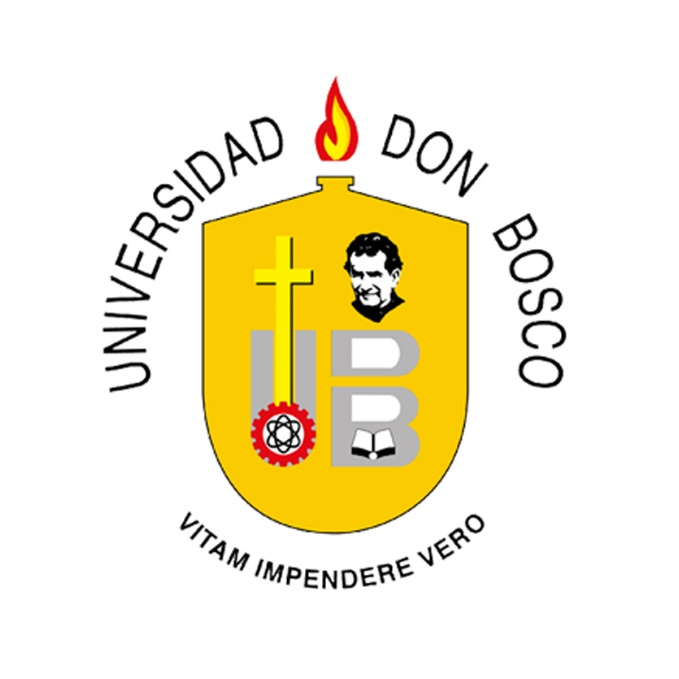 UNIVERSIDAD DON BOSCO
UDB
VITAM IMPENDERE VERO